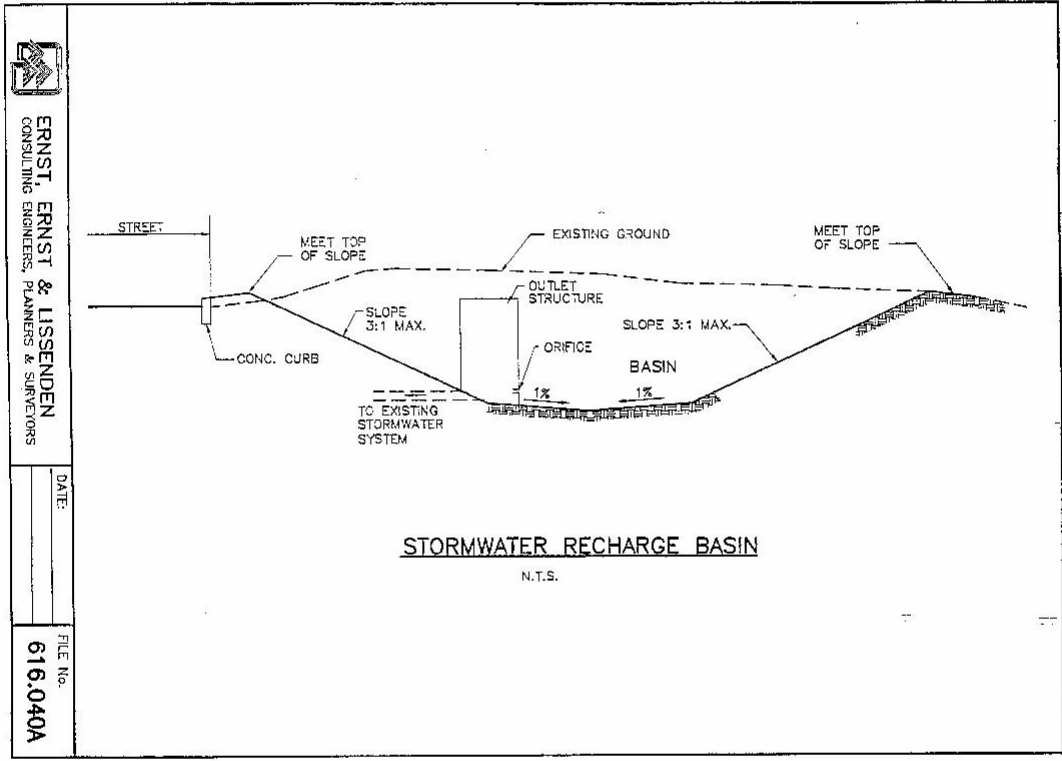 ERNST, ERNST & LISSENDEN
CONSULTING ENGINEERS, PLANNERS & SURVEYORS
DATE:
FILE No.
616.040A
STREET
MEET TOP
OF SLOPE
EXISTING GROUND
MEET TOP
OF SLOPE
OUTLET
STRUCTURE
SLOPE
3:1 MAX.
SLOPE 3:1 MAX.
CONC. CURB
ORIFICE
BASIN
1%
1%
TO EXISTING
STORMWATER
SYSTEM
STORMWATER RECHARGE BASIN
N.T.S.